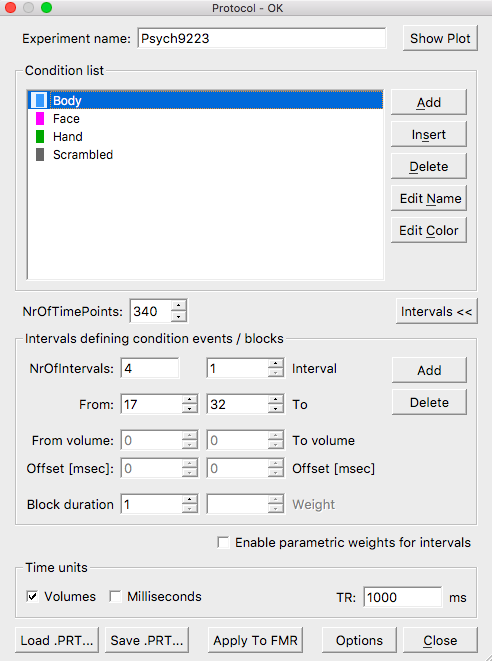 Protocol - OK
Experiment name: Psych9223 Show Plot
Condition list
Body
Face
Hand
Scrambled
Add
Insert
Delete
Edit Name
Edit Color
NrOfTimePoints: 340 Intervals <<
Intervals defining condition events / blocks
NrOfIntervals: 4 1 Interval Add
From: 17 32 To Delete
From volume: 0 0 To volume
Offset [msec]: 0 0 Offset [msec]
Block duration 1 Weight
Enable parametric weights for intervals
Time units
Volumes Milliseconds TR: 1000 ms
Load .PRT... Save .PRT... Apply To FMR Options Close